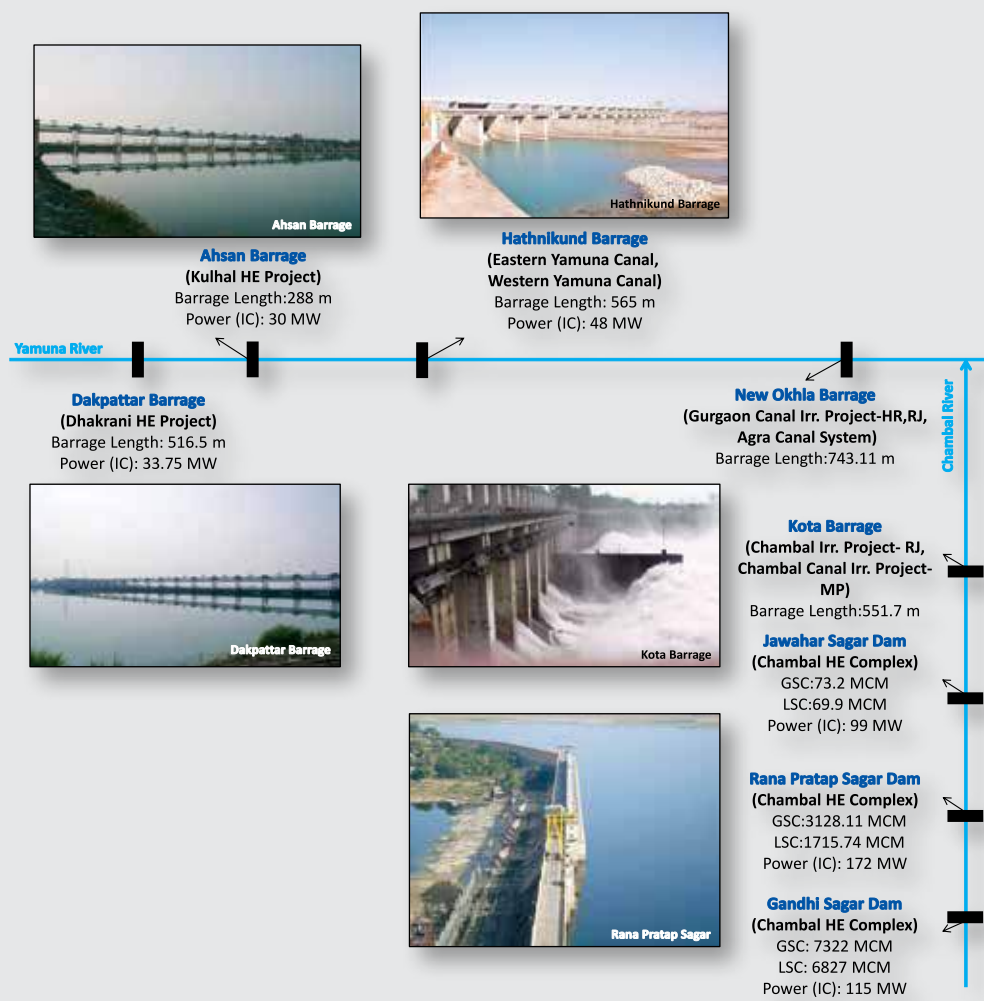 Ahsan Barrage
Hathnikund Barrage
Ahsan Barrage
(Kulhal HE Project)
Barrage Length:288 m
Power (IC): 30 MW
Hathnikund Barrage
(Eastern Yamuna Canal,
Western Yamuna Canal)
Barrage Length: 565 m
Power (IC): 48 MW
Yamuna River
Dakpattar Barrage
(Dhakrani HE Project)
Barrage Length: 516.5 m
Power (IC): 33.75 MW
New Okhla Barrage
(Gurgaon Canal Irr. Project-HR,RJ,
Agra Canal System)
Barrage Length:743.11 m
Chambal River
Dakpattar Barrage
Kota Barrage
Kota Barrage
(Chambal Irr. Project- RJ,
Chambal Canal Irr. Project-
MP)
Barrage Length:551.7 m
Jawahar Sagar Dam
(Chambal HE Complex)
GSC:73.2 MCM
LSC:69.9 MCM
Power (IC): 99 MW
Rana Pratap Sagar
Rana Pratap Sagar Dam
(Chambal HE Complex)
GSC:3128.11 MCM
LSC:1715.74 MCM
Power (IC): 172 MW
Gandhi Sagar Dam
(Chambal HE Complex)
GSC: 7322 MCM
LSC: 6827 MCM
Power (IC): 115 MW